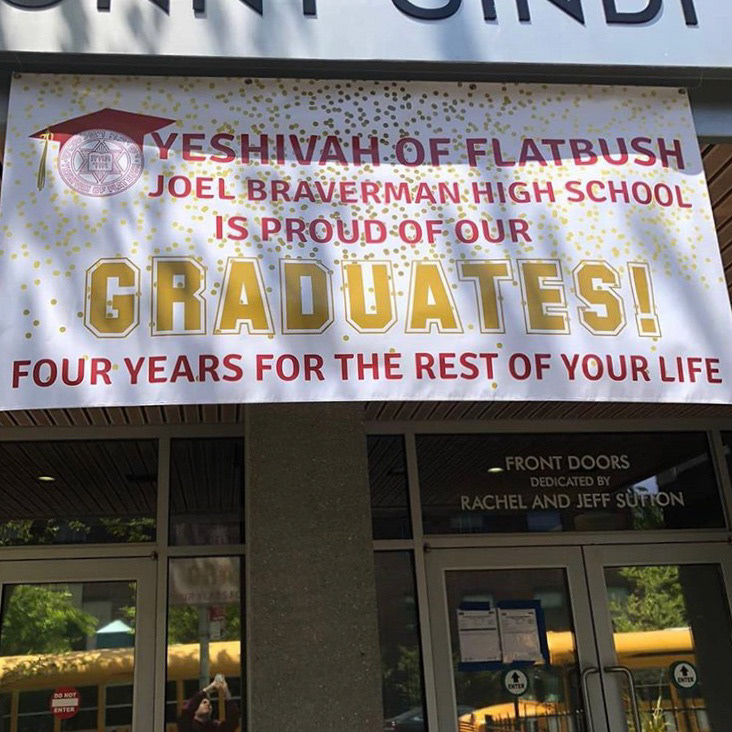 YESHIVAH OF FLATBUSH
JOEL BRAVERMAN HIGH SCHOOL
IS PROUD OF OUR
GRADUATES!
FOUR YEARS FOR THE REST OF YOUR LIFE
FRONT DOORS
DEDICATED BY
RACHEL AND JEFF SUTTON
ENTER
ENTER
DO NOT
ENTER